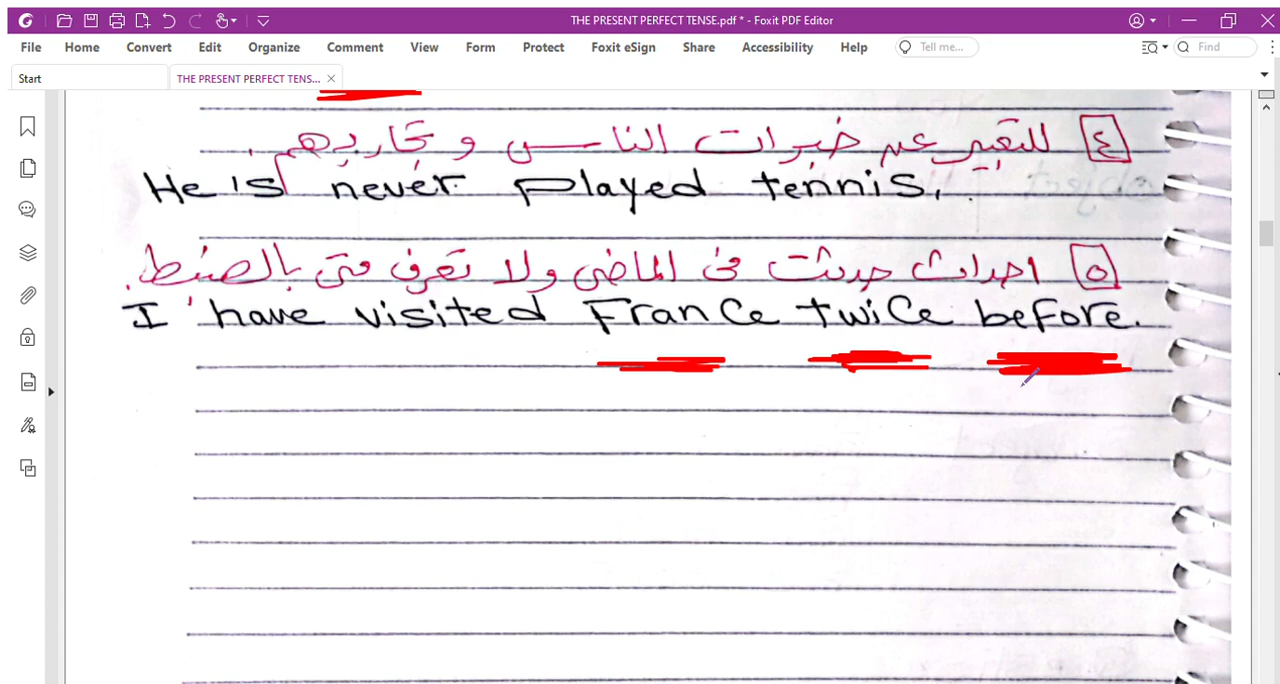 THE PRESENT PERFECT TENSE.pdf * - Foxit PDF Editor
File Home Convert Edit Organize Comment View Form Protect Foxit eSign Share Accessibility Help Tell me... Find
Start THE PRESENT PERFECT TENS...
٤ للتعبير عن خبرات الناس و تجاربهم .
He is never played tennis.
٥ احداث حدثت فى الماضى ولا تعرف متى بالضبط.
I have visited France twice before.